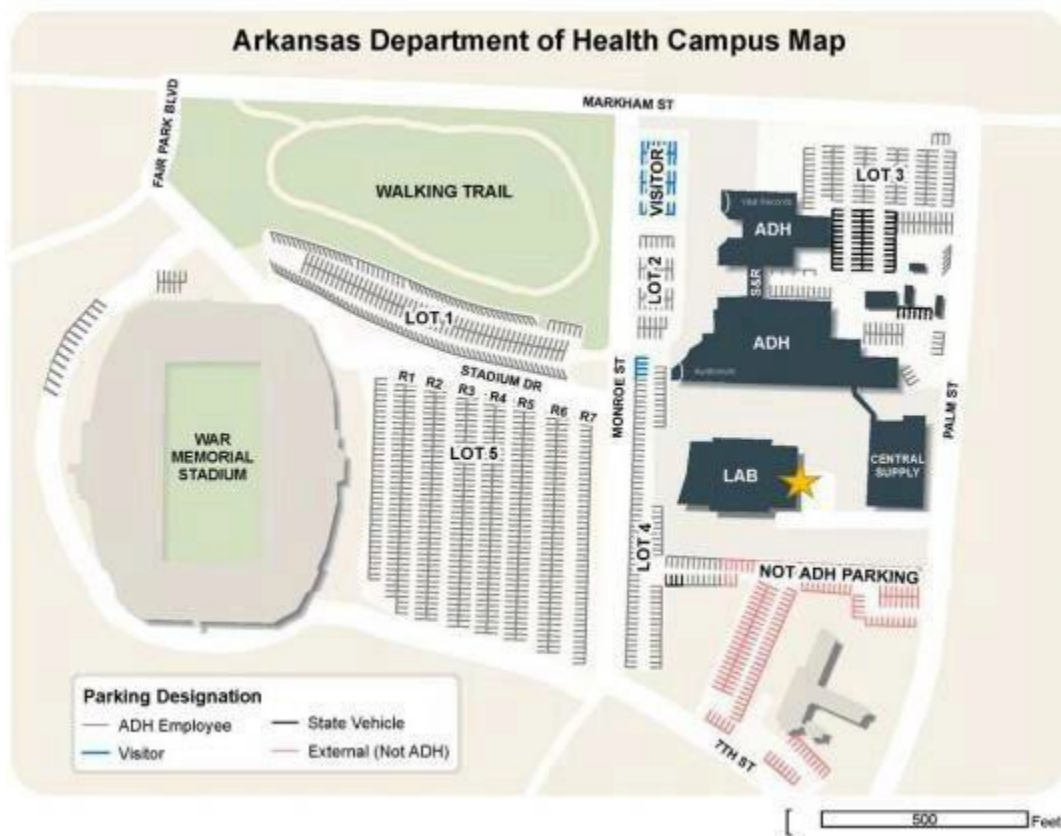 Arkansas Department of Health Campus Map
MARKHAM ST
FAIR PARK BLVD
WALKING TRAIL
VISITOR
LOT 3
Vital Records
ADH
LOT 2
S&R
LOT 1
ADH
Auditorium
STADIUM DR
MONROE ST
PALM ST
R1 R2 R3 R4 R5 R6 R7
LOT 5
WAR
MEMORIAL
STADIUM
LAB
CENTRAL
SUPPLY
LOT 4
NOT ADH PARKING
7TH ST
Parking Designation
ADH Employee
State Vehicle
Visitor
External (Not ADH)
500
Feet